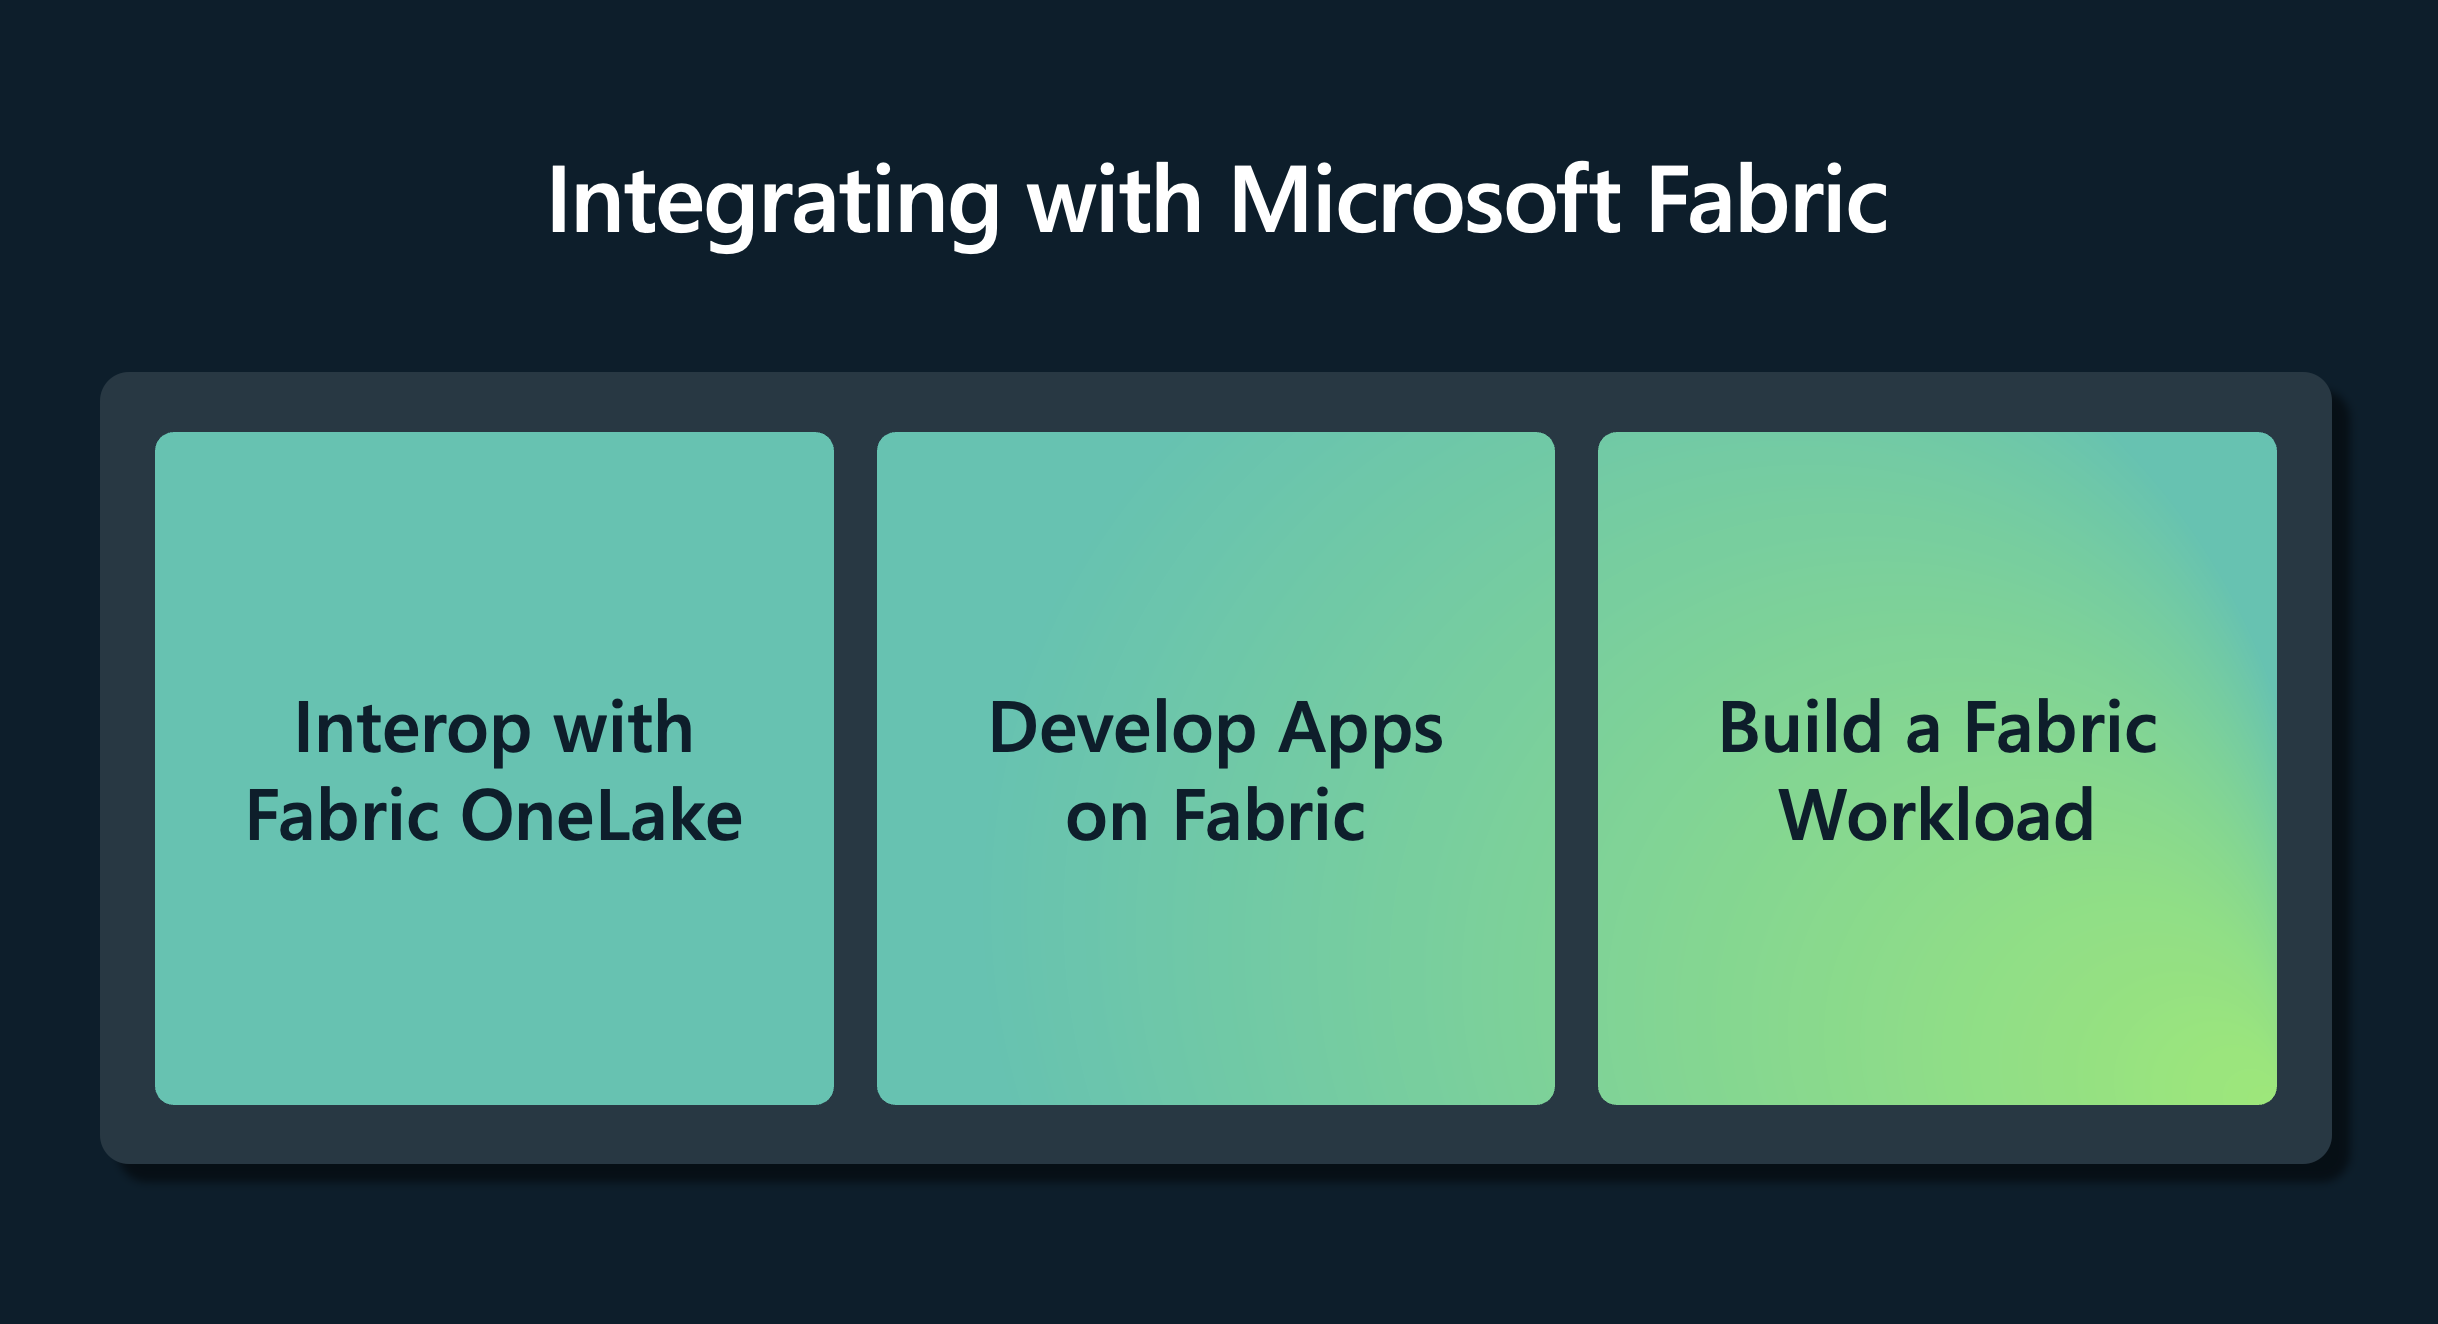 Integrating with Microsoft Fabric
Interop with
Fabric OneLake
Develop Apps
on Fabric
Build a Fabric
Workload